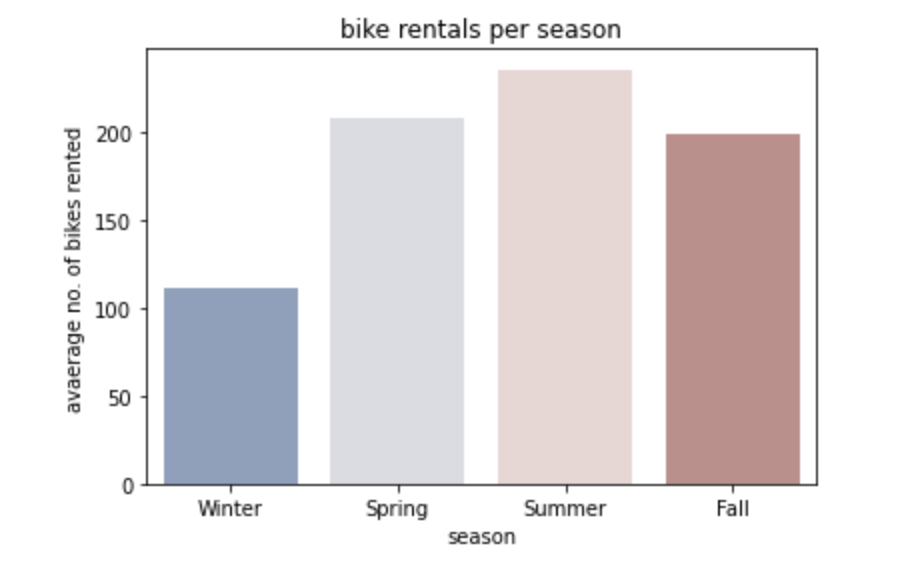 bike rentals per season
avaerage no. of bikes rented
200
150
100
50
0
Winter Spring Summer Fall
season